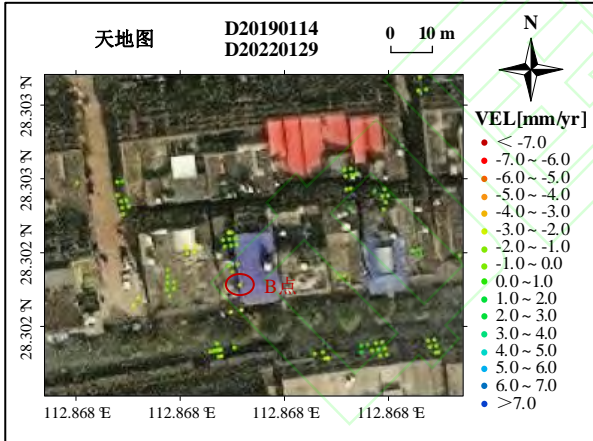 天地图
D20190114
D20220129
0 10 m
N
28.303 °N
28.303 °N
28.302 °N
28.302 °N
B点
112.868 °E
112.868 °E
112.868 °E
112.868 °E
VEL[mm/yr]
< -7.0
-7.0~ -6.0
-6.0~ -5.0
-5.0~ -4.0
-4.0~ -3.0
-3.0~ -2.0
-2.0~ -1.0
-1.0~ 0.0
0.0~1.0
1.0~ 2.0
2.0~ 3.0
3.0~ 4.0
4.0~ 5.0
5.0~ 6.0
6.0~ 7.0
>7.0